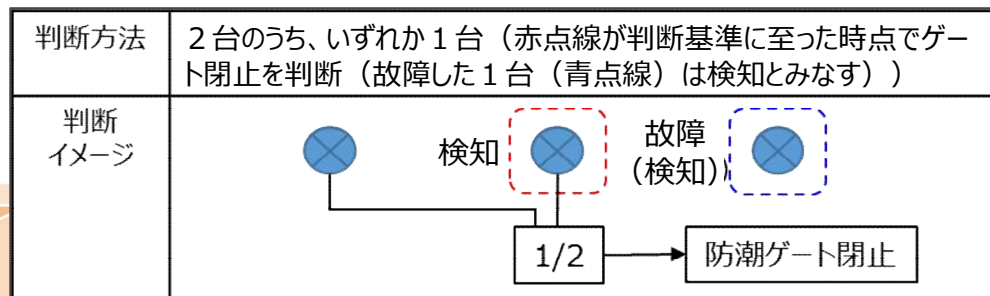 判断方法
２台のうち、いずれか１台（赤点線が判断基準に至った時点でゲー
ト閉止を判断（故障した１台（青点線）は検知とみなす））
判断
イメージ
検知
故障
（検知）)
1/2
防潮ゲート閉止